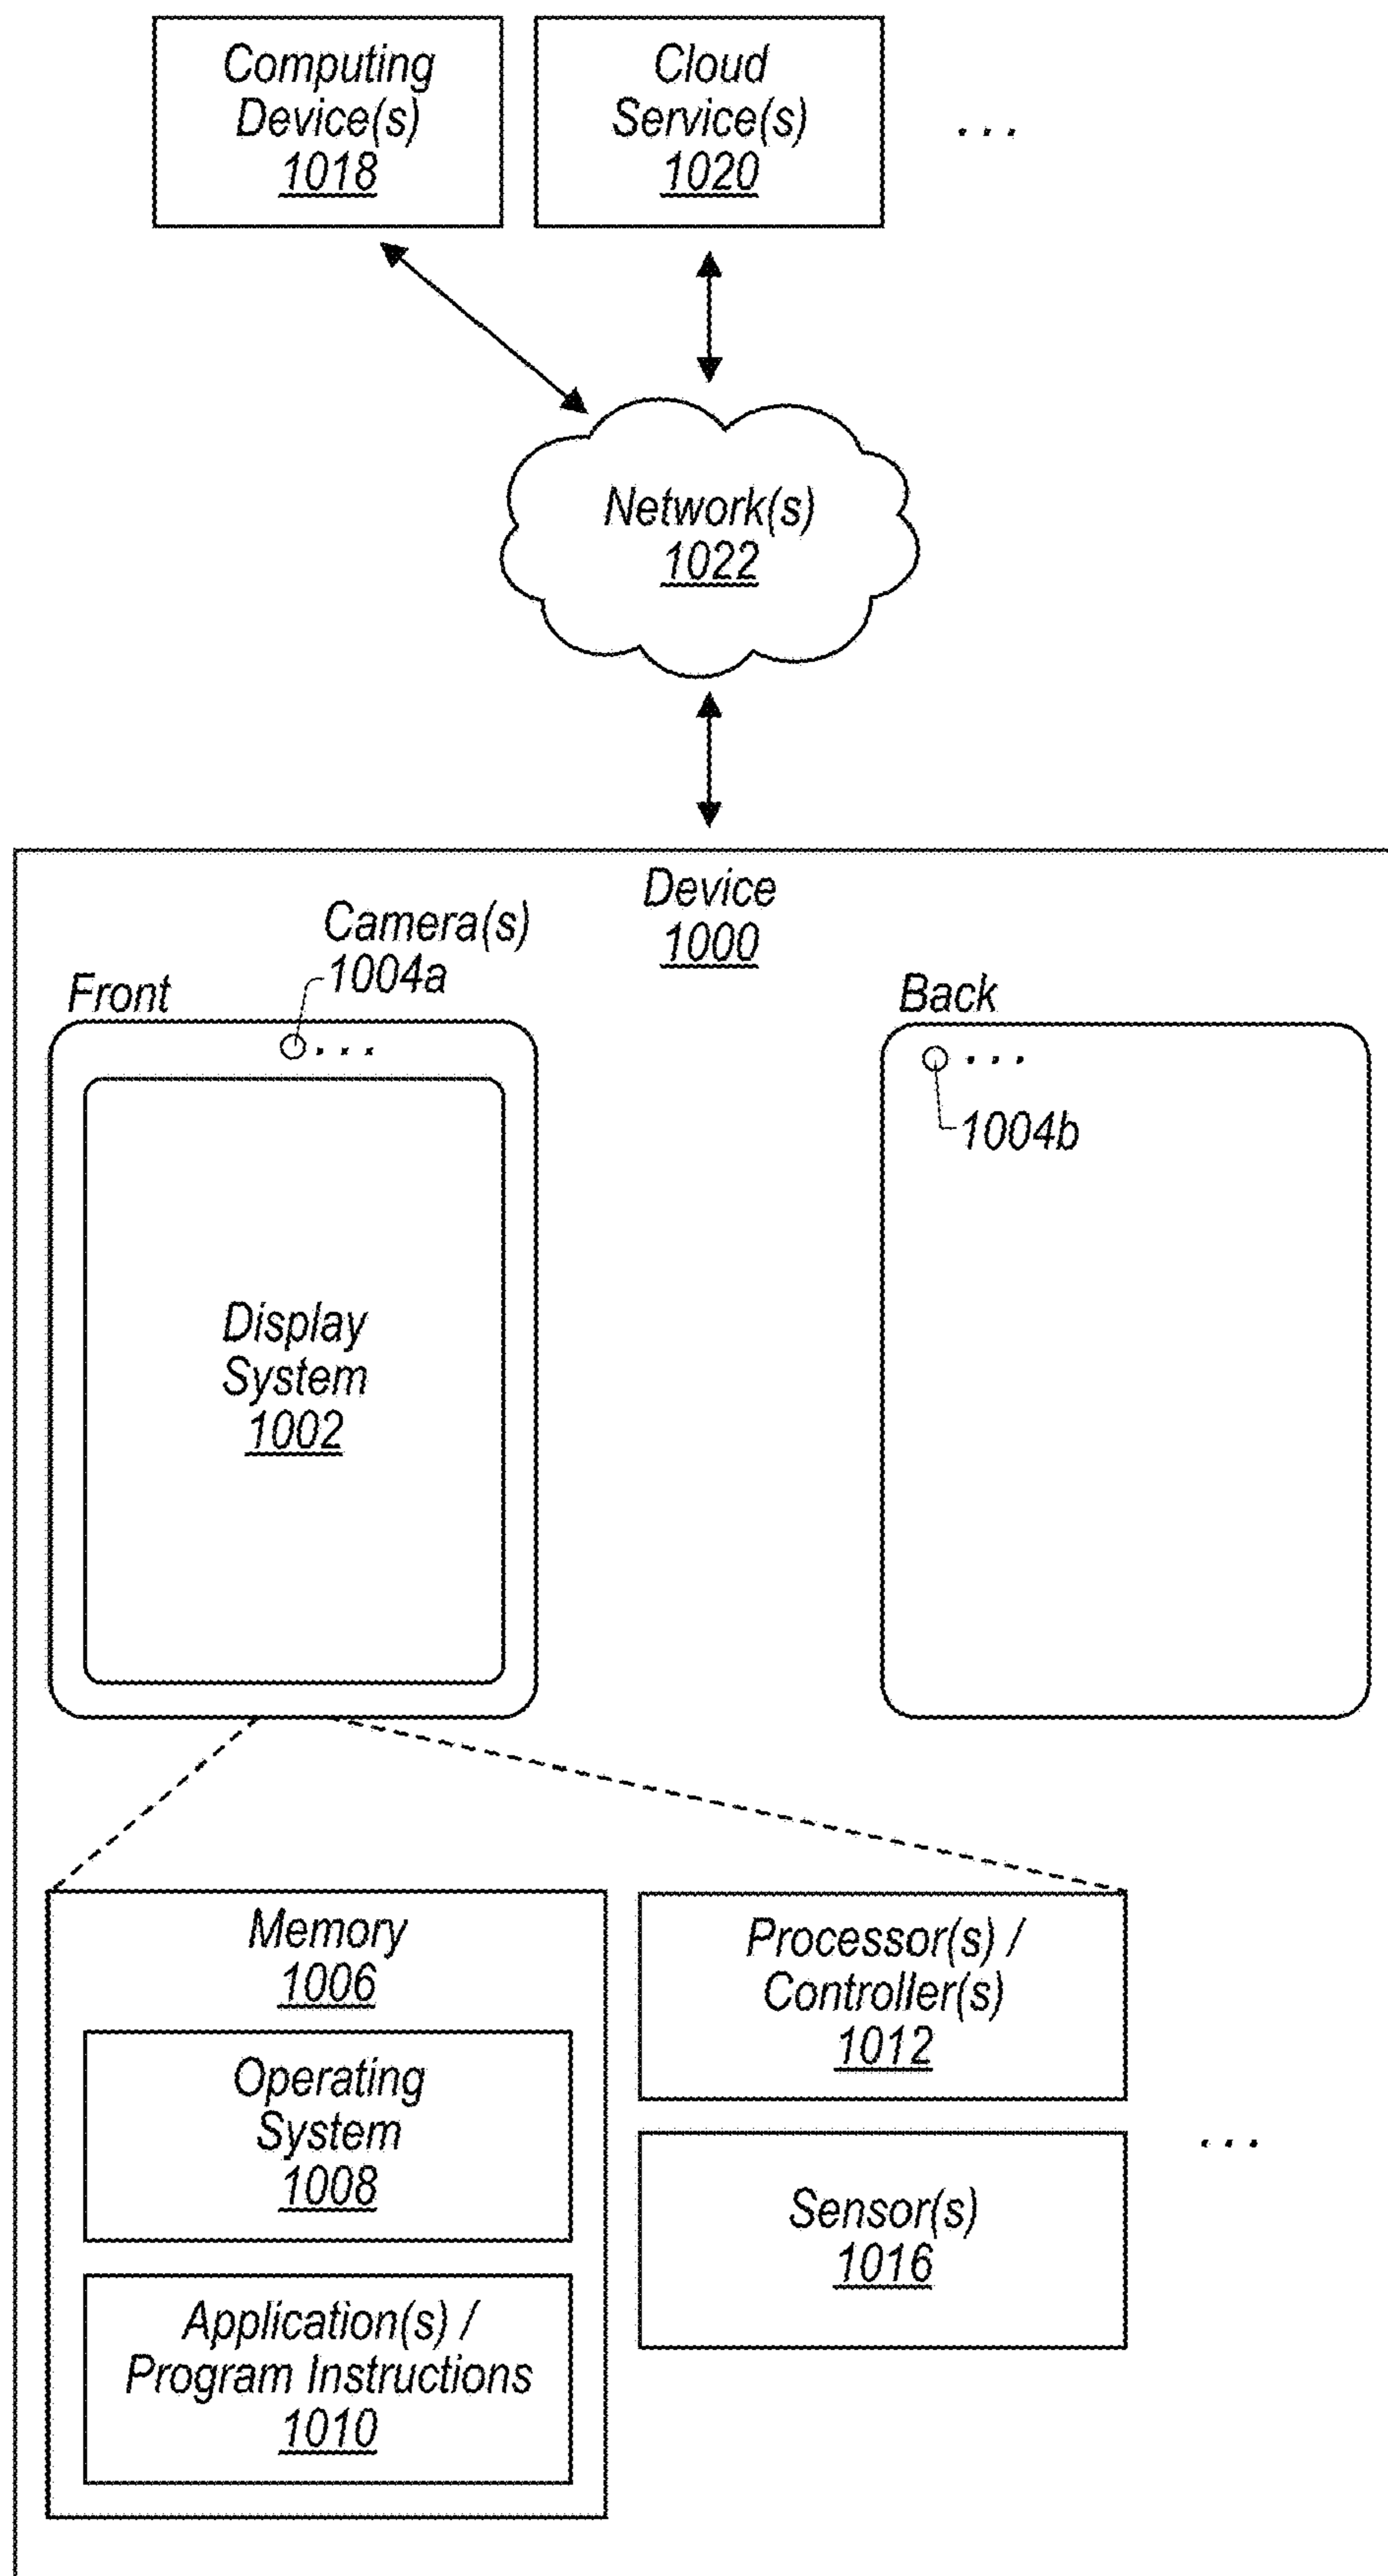 Computing
Device(s)
1018
Cloud
Service(s)
1020
. . .
Network(s)
1022
Device
1000
Camera(s)
1004a
Front
. . .
Back
. . .
1004b
Display
System
1002
Memory
1006
Operating
System
1008
Application(s) /
Program Instructions
1010
Processor(s) /
Controller(s)
1012
Sensor(s)
1016
. . .